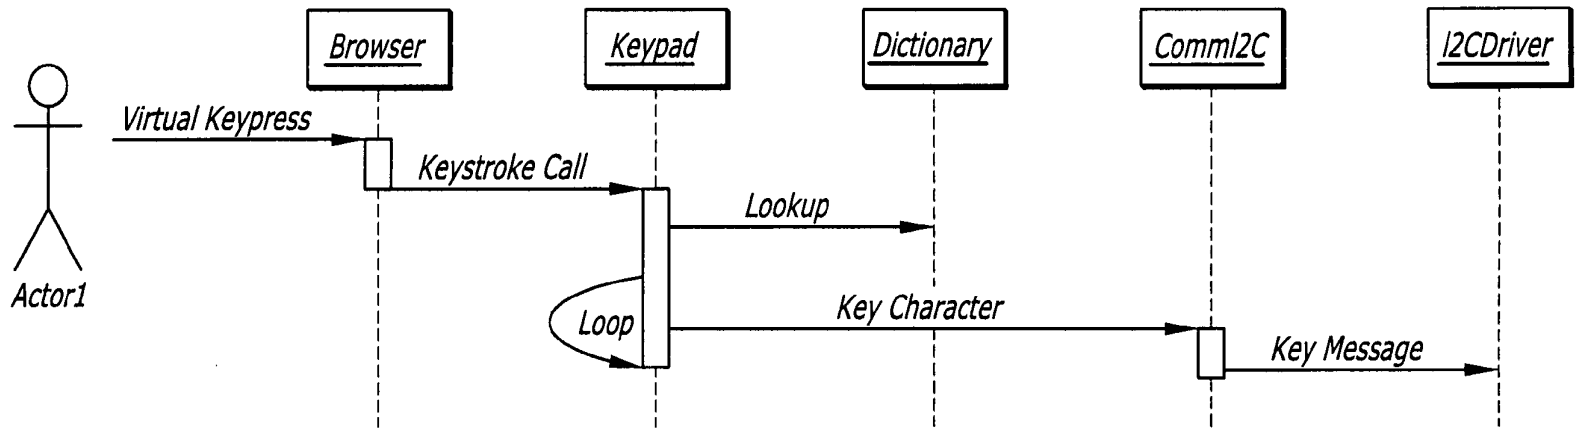 Browser
Keypad
Dictionary
CommI2C
I2CDriver
Virtual Keypress
Keystroke Call
Lookup
Actor1
Loop
Key Character
Key Message